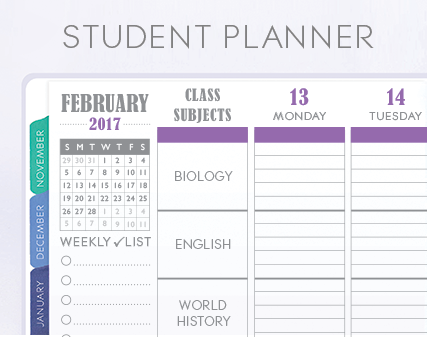 STUDENT PLANNER
FEBRUARY
2017
S M T W T F S
29 30 31 1 2 3 4
5 6 7 8 9 10 11
12 13 14 15 16 17 18
19 20 21 22 23 24 25
26 27 28 1 2 3 4
5 6 7 8 9 10 11
WEEKLY ✓LIST
CLASS
SUBJECTS
BIOLOGY
ENGLISH
WORLD
HISTORY
13
MONDAY
14
TUESDAY
NOVEMBER
DECEMBER
JANUARY